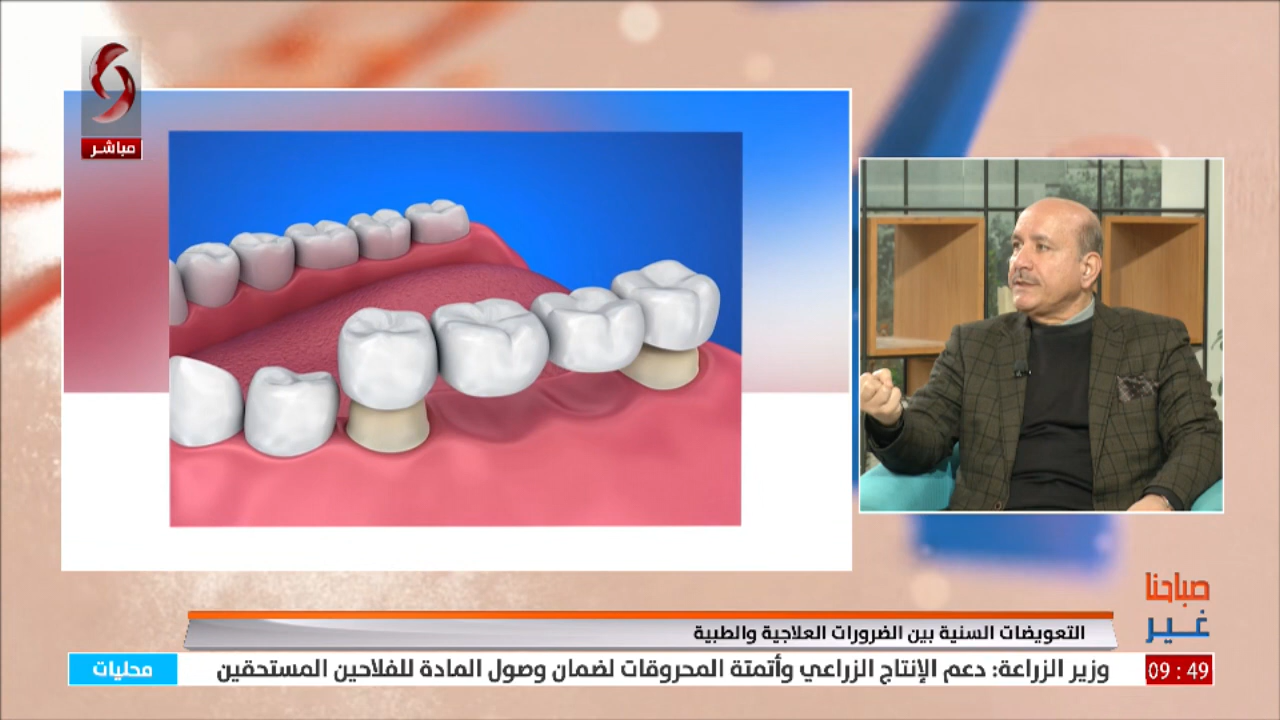 مباشر
صباحنا
غير
التعويضات السنية بين الضرورات العلاجية والطبية
محليات
وزير الزراعة: دعم الإنتاج الزراعي وأتمتة المحروقات لضمان وصول المادة للفلاحين المستحقين
09 : 49